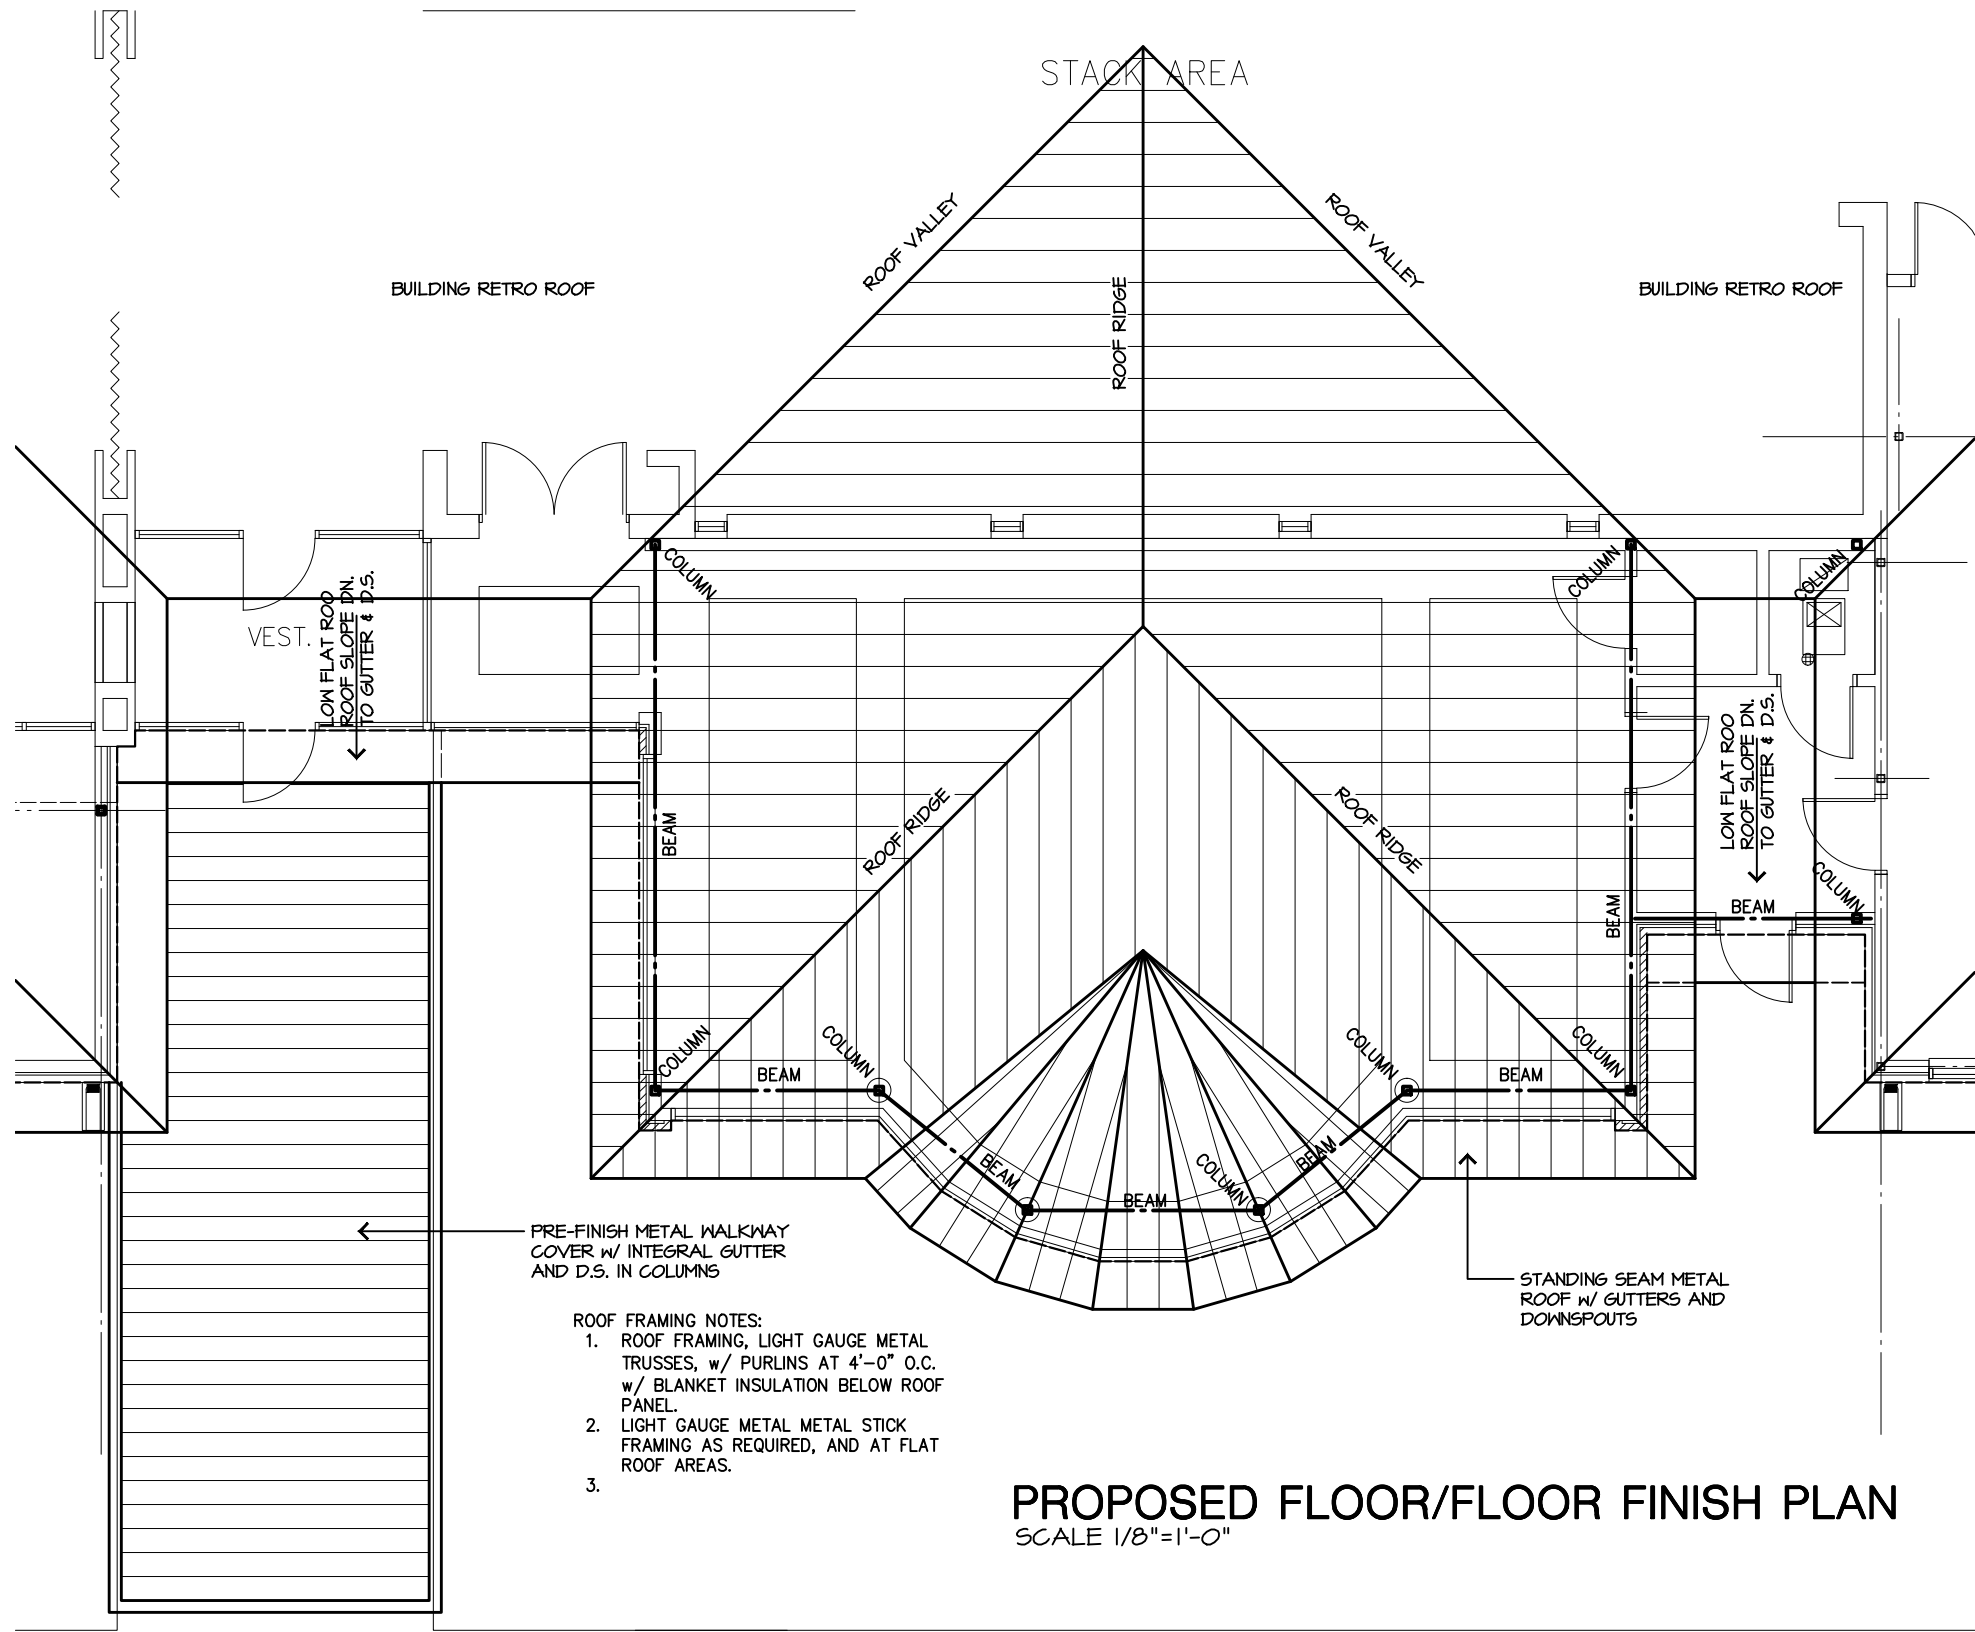 STACK AREA
ROOF VALLEY
ROOF VALLEY
BUILDING RETRO ROOF
ROOF RIDGE
BUILDING RETRO ROOF
COLUMN
COLUMN
COLUMN
VEST.
LOW FLAT ROO
ROOF SLOPE DN.
TO GUTTER & D.S.
LOW FLAT ROO
ROOF SLOPE DN.
TO GUTTER & D.S.
BEAM
ROOF RIDGE
ROOF RIDGE
BEAM
BEAM
COLUMN
COLUMN
COLUMN
COLUMN
COLUMN
BEAM
BEAM
BEAM
BEAM
COLUMN
BEAM
PRE-FINISH METAL WALKWAY
COVER w/ INTEGRAL GUTTER
AND D.S. IN COLUMNS
STANDING SEAM METAL
ROOF w/ GUTTERS AND
DOWNSPOUTS
ROOF FRAMING NOTES:
1. ROOF FRAMING, LIGHT GAUGE METAL
TRUSSES, w/ PURLINS AT 4'-0" O.C.
w/ BLANKET INSULATION BELOW ROOF
PANEL.
2. LIGHT GAUGE METAL METAL STICK
FRAMING AS REQUIRED, AND AT FLAT
ROOF AREAS.
3.
PROPOSED FLOOR/FLOOR FINISH PLAN
SCALE 1/8"=1'-0"